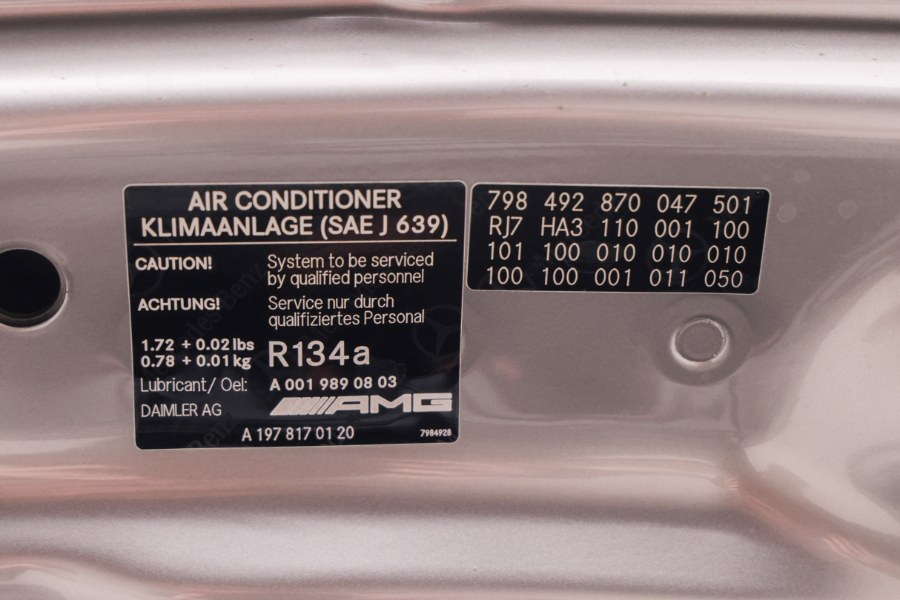 AIR CONDITIONER
KLIMAANLAGE (SAE J 639)
CAUTION! System to be serviced
by qualified personnel
ACHTUNG! Service nur durch
qualifiziertes Personal
1.72 + 0.02 lbs
0.78 + 0.01 kg R134a
Lubricant/ Oel: A 001 989 08 03
DAIMLER AG AMG
A 197 817 01 20 7984928
798 492 870 047 501
RJ7 HA3 110 001 100
101 100 010 010 010
100 100 001 011 050